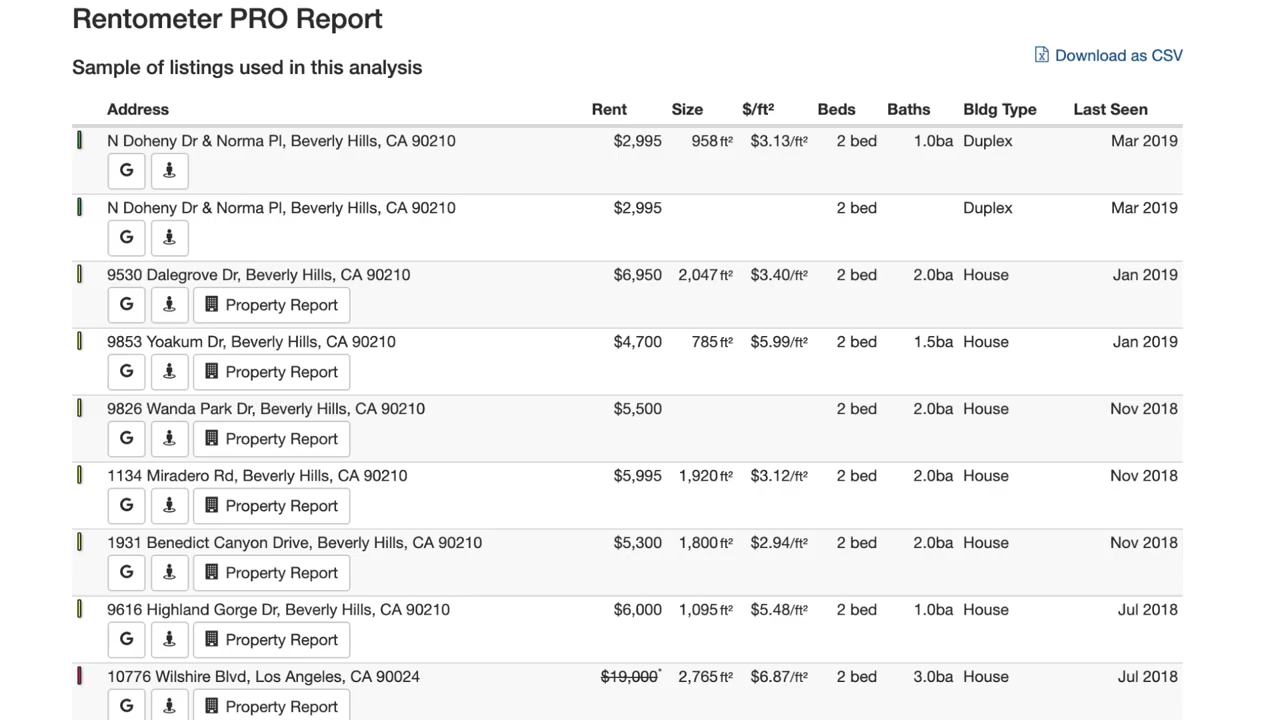 Rentometer PRO Report
Download as CSV
Sample of listings used in this analysis
Address Rent Size $/ft² Beds Baths Bldg Type Last Seen
N Doheny Dr & Norma Pl, Beverly Hills, CA 90210 $2,995 958 ft² $3.13/ft² 2 bed 1.0ba Duplex Mar 2019
G
N Doheny Dr & Norma Pl, Beverly Hills, CA 90210 $2,995 2 bed Duplex Mar 2019
G
9530 Dalegrove Dr, Beverly Hills, CA 90210 $6,950 2,047 ft² $3.40/ft² 2 bed 2.0ba House Jan 2019
G Property Report
9853 Yoakum Dr, Beverly Hills, CA 90210 $4,700 785 ft² $5.99/ft² 2 bed 1.5ba House Jan 2019
G Property Report
9826 Wanda Park Dr, Beverly Hills, CA 90210 $5,500 2 bed 2.0ba House Nov 2018
G Property Report
1134 Miradero Rd, Beverly Hills, CA 90210 $5,995 1,920 ft² $3.12/ft² 2 bed 2.0ba House Nov 2018
G Property Report
1931 Benedict Canyon Drive, Beverly Hills, CA 90210 $5,300 1,800 ft² $2.94/ft² 2 bed 2.0ba House Nov 2018
G Property Report
9616 Highland Gorge Dr, Beverly Hills, CA 90210 $6,000 1,095 ft² $5.48/ft² 2 bed 1.0ba House Jul 2018
G Property Report
10776 Wilshire Blvd, Los Angeles, CA 90024 $19,000* 2,765 ft² $6.87/ft² 2 bed 3.0ba House Jul 2018
G Property Report